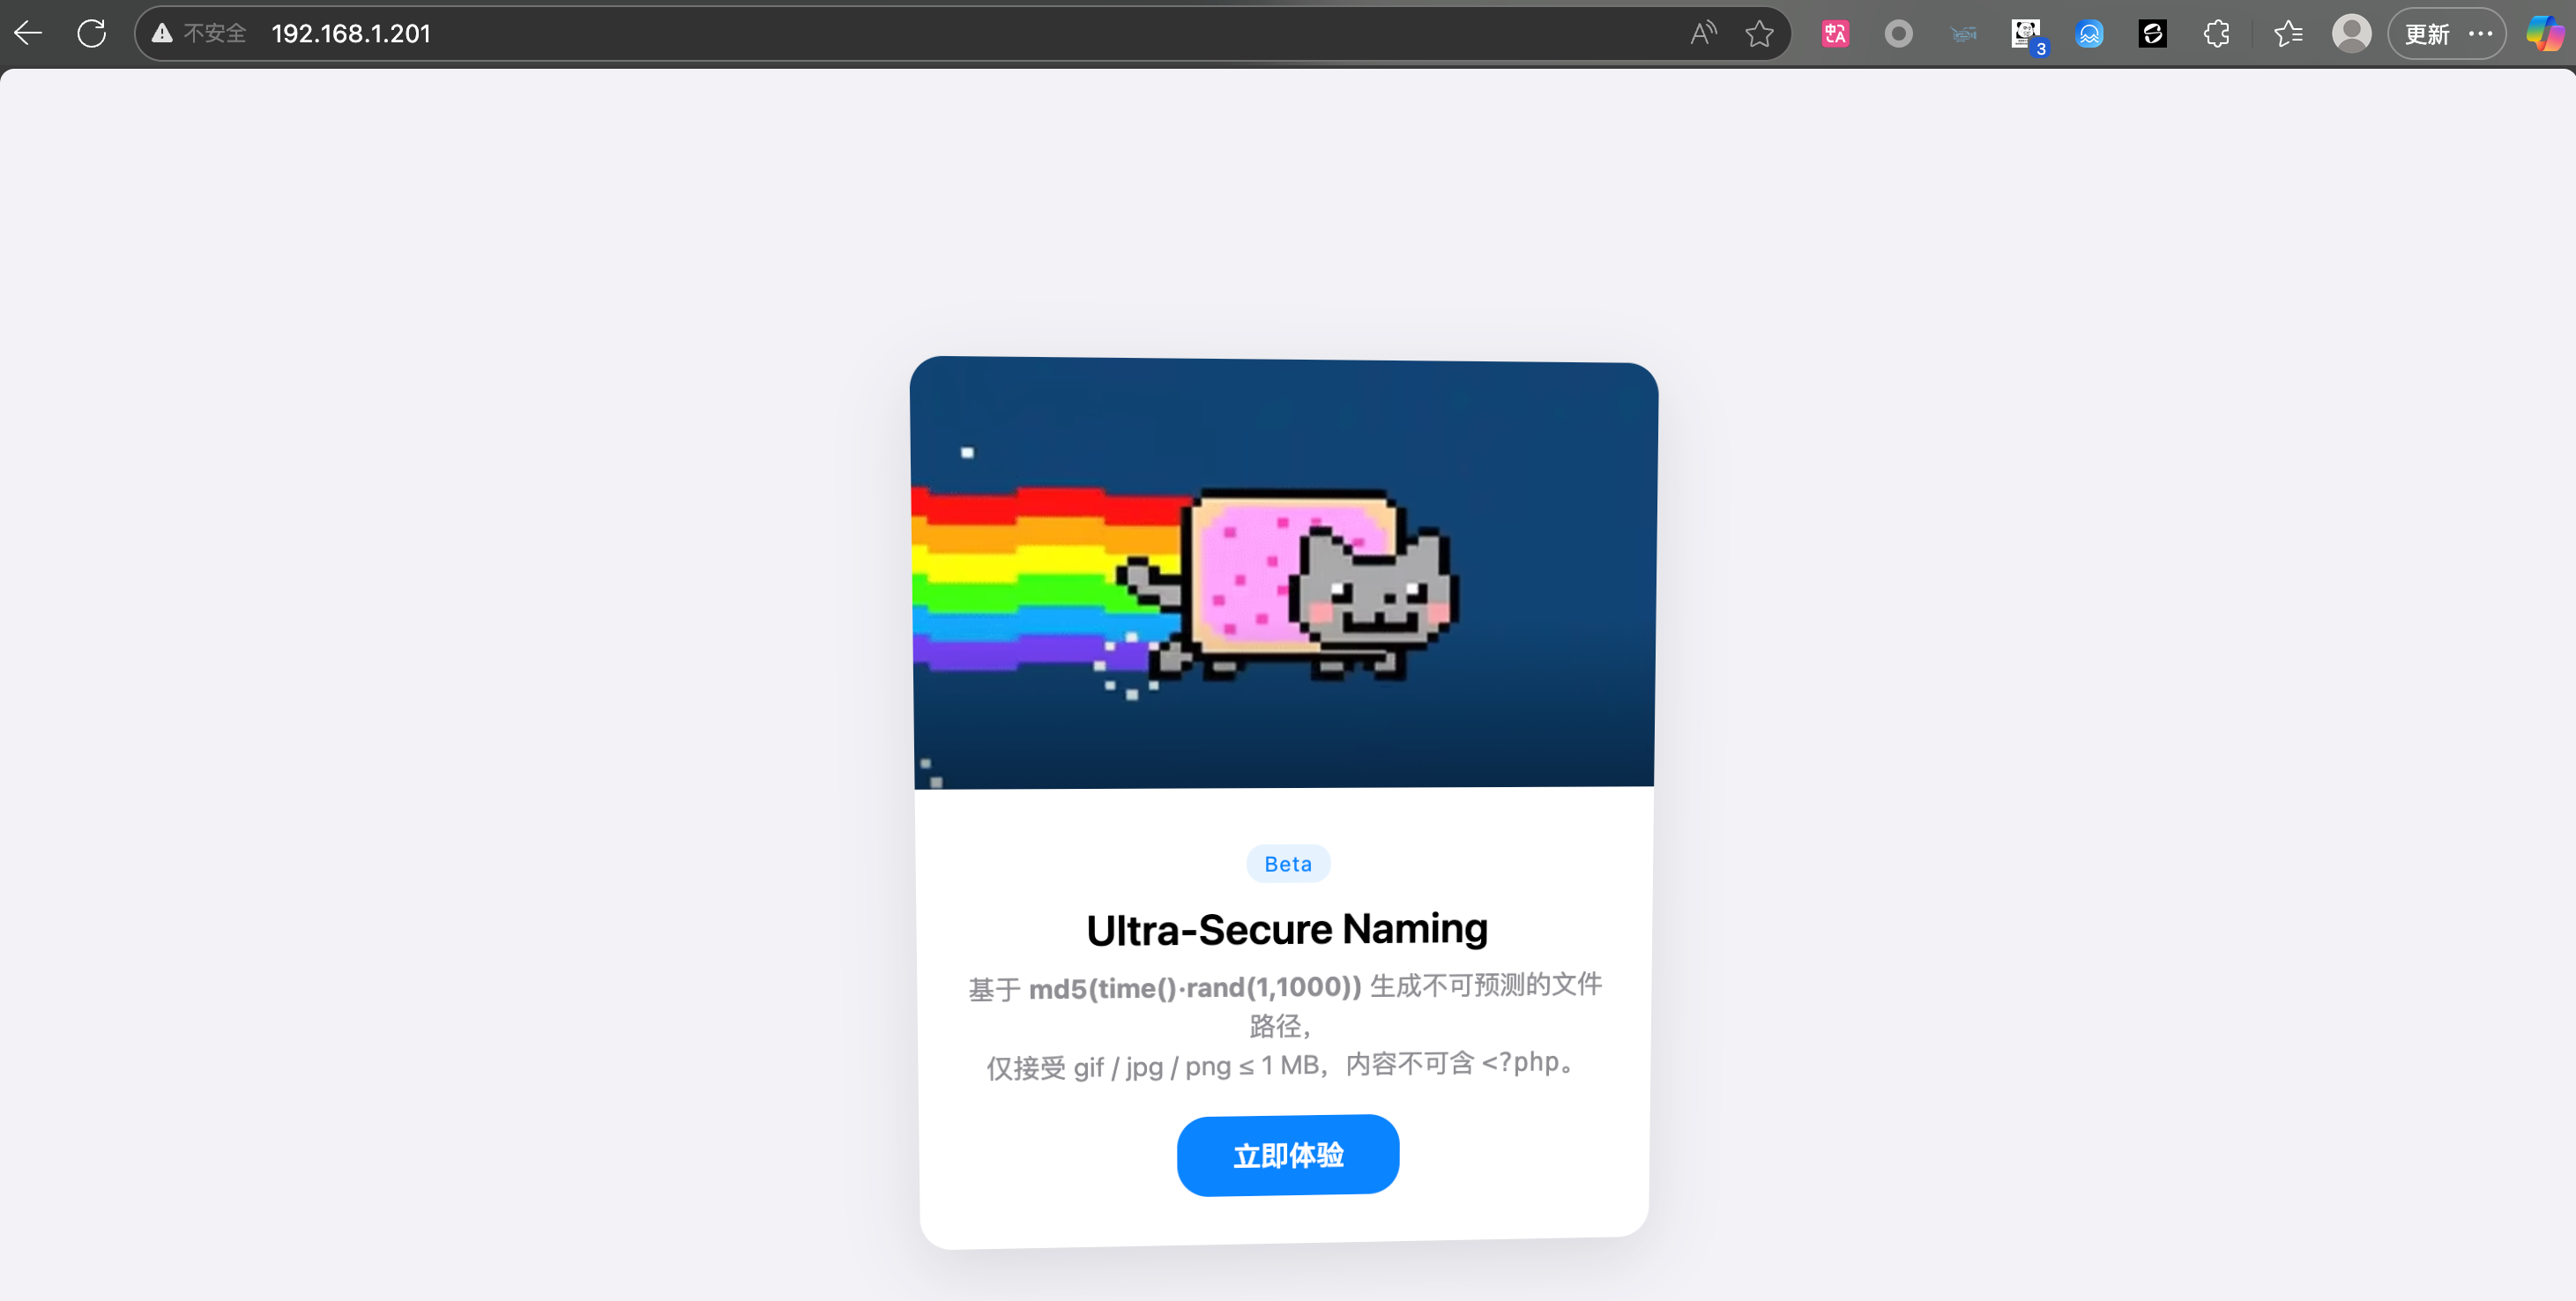 不安全 192.168.1.201
3
更新
Beta
Ultra-Secure Naming
基于 md5(time()·rand(1,1000)) 生成不可预测的文件
路径，
仅接受 gif / jpg / png ≤ 1 MB，内容不可含 <?php。
立即体验